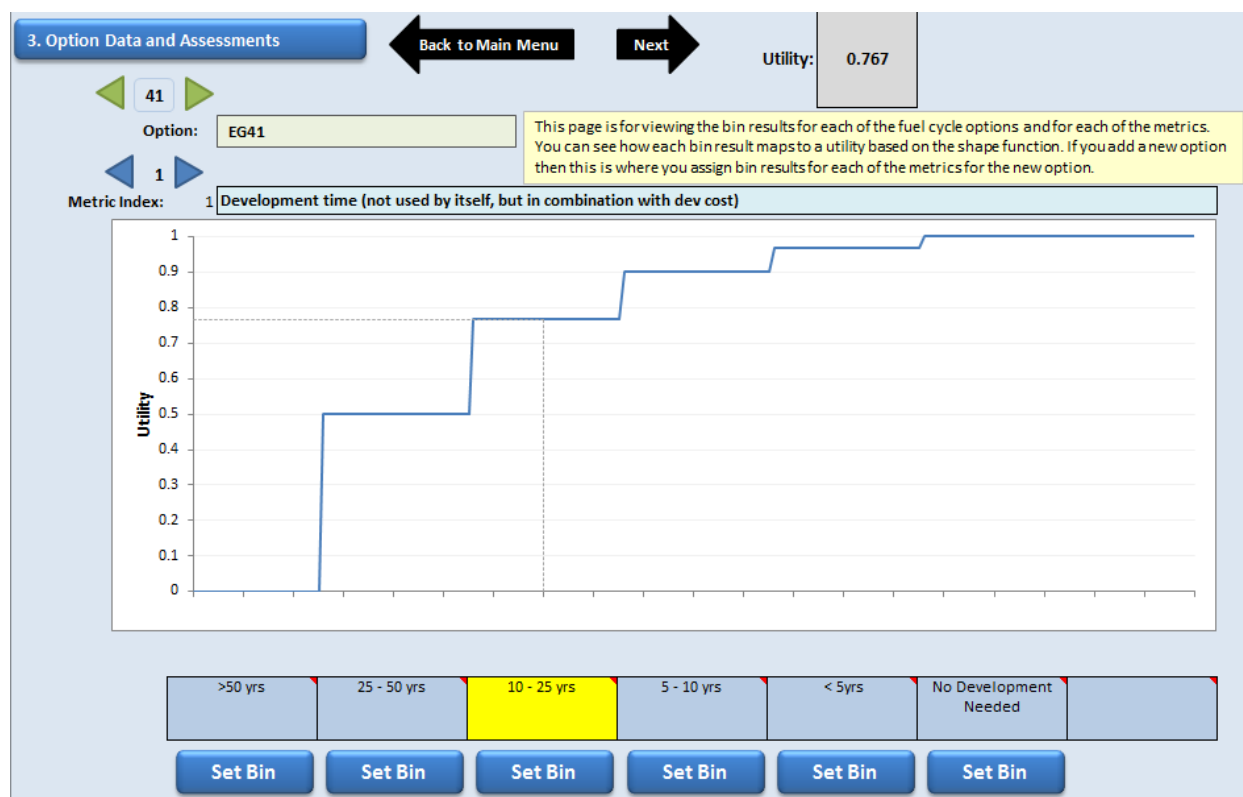 3. Option Data and Assessments
Back to Main Menu
Next
Utility:
0.767
41
Option:
EG41
This page is for viewing the bin results for each of the fuel cycle options and for each of the metrics.
You can see how each bin result maps to a utility based on the shape function. If you add a new option
then this is where you assign bin results for each of the metrics for the new option.
1
Metric Index:
1
Development time (not used by itself, but in combination with dev cost)
1
0.9
0.8
0.7
0.6
0.5
0.4
0.3
0.2
0.1
0
Utility
>50 yrs
25 - 50 yrs
10 - 25 yrs
5 - 10 yrs
< 5yrs
No Development
Needed
Set Bin
Set Bin
Set Bin
Set Bin
Set Bin
Set Bin